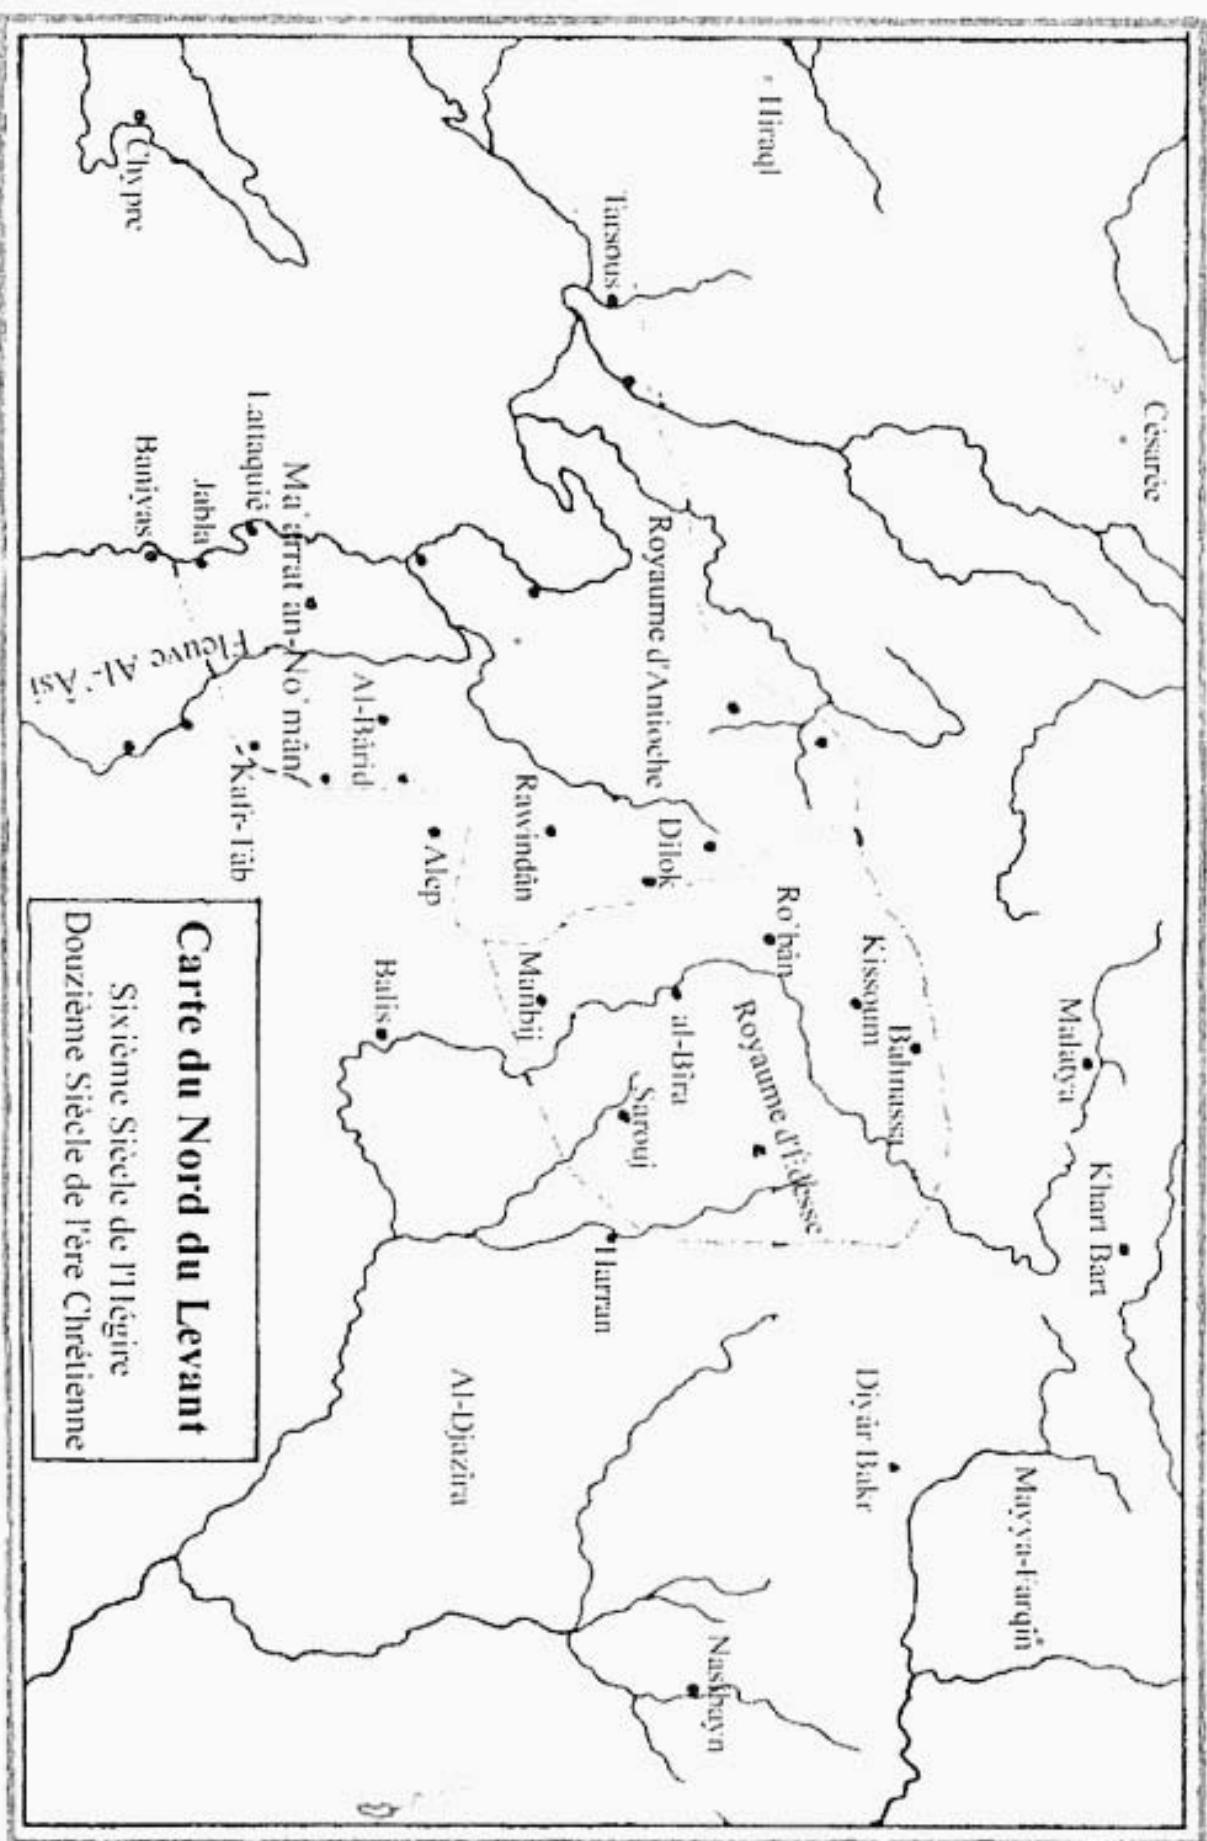 Césarée
Hiraql
Tarsous
Chypre
Malatya
Khart Bart
Mayya-Farqîn
Bahnassa
Kissoum
Ro'bân
Diyâr Bakr
Royaume d'Edesse
Royaume d'Antioche
Dilok
al-Bîra
Sarouj
Harran
Nasîbayn
Rawindân
Manbij
Al-Djazîra
Alep
Balis
Al-Bârid
Ma'arrat an-No'mân
Lattaquié
Jabla
Baniyas
Kafr-Tâb
Fleuve Al-'Âsi
Carte du Nord du Levant
Sixième Siècle de l'Hégire
Douzième Siècle de l'ère Chrétienne